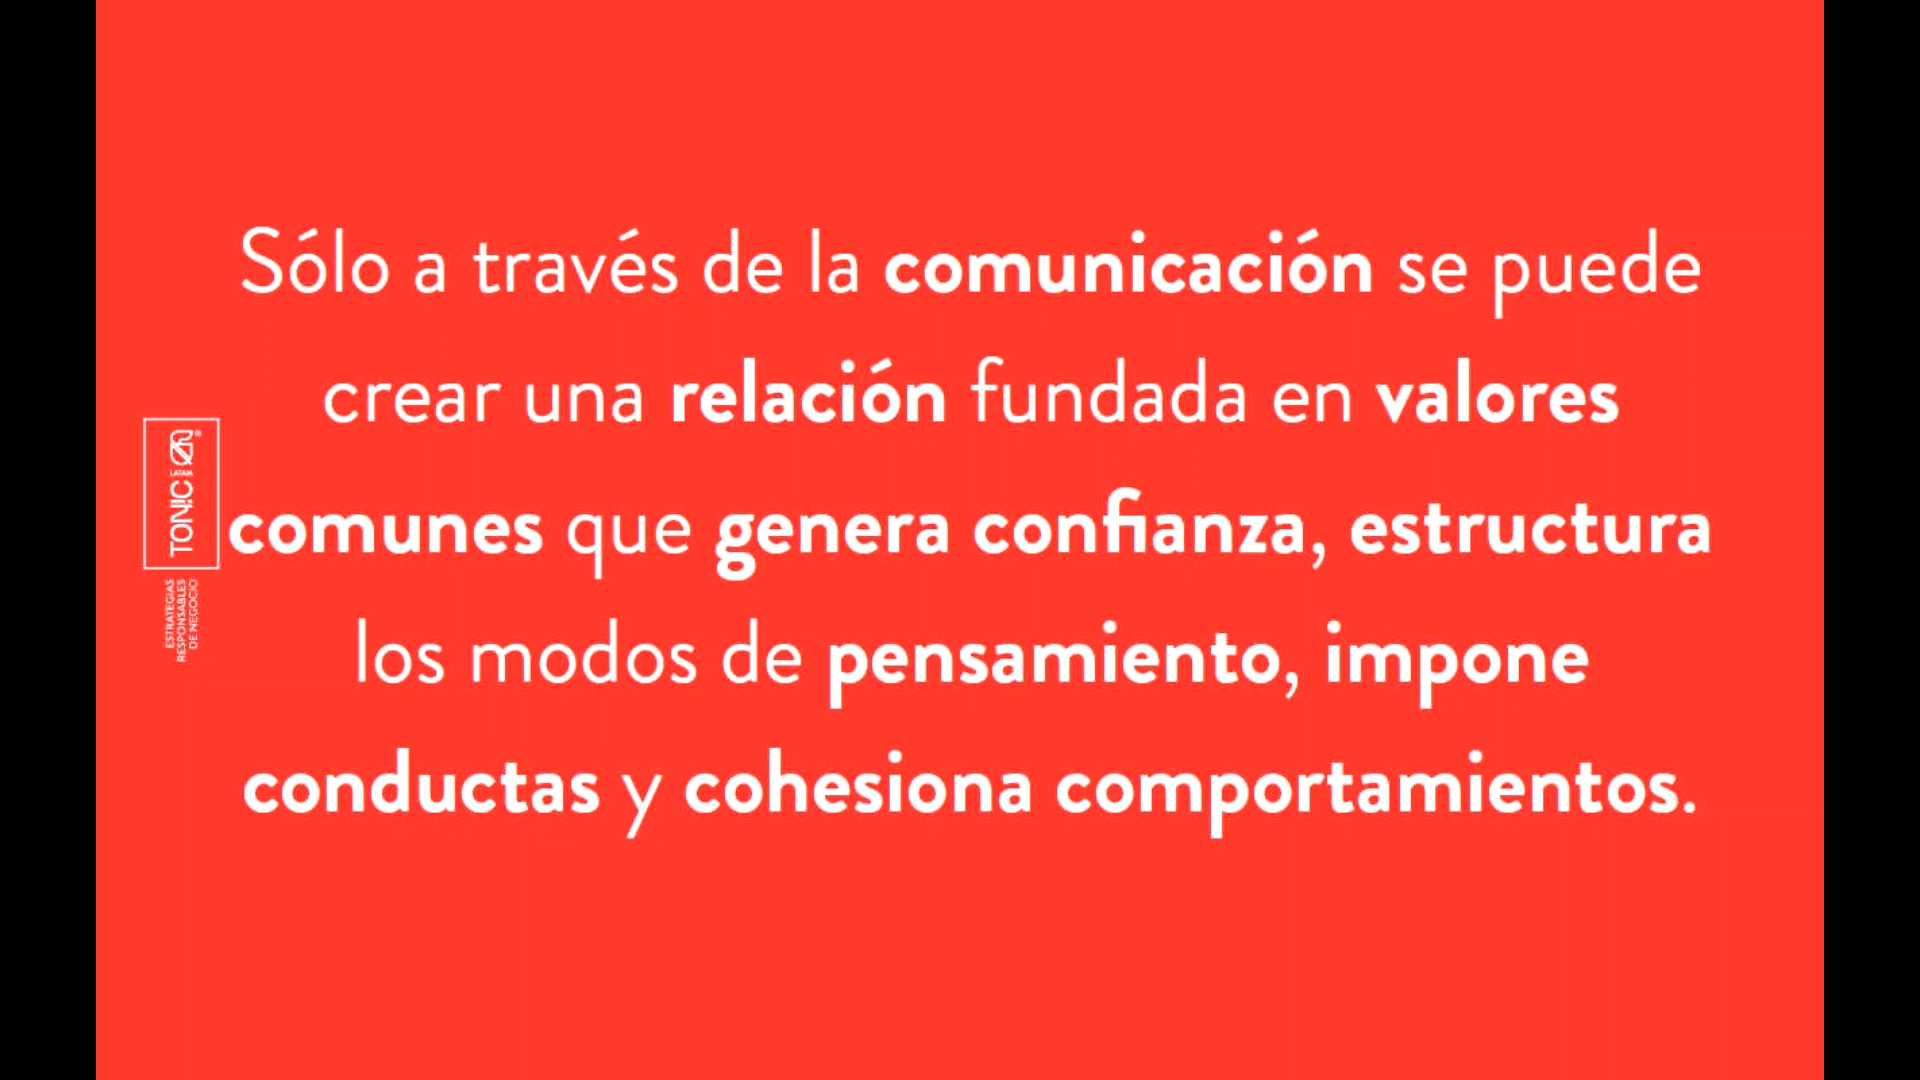 Sólo a través de la comunicación se puede
crear una relación fundada en valores
comunes que genera confianza, estructura
los modos de pensamiento, impone
conductas y cohesiona comportamientos.
TONIC
LATAM
ESTRATEGIAS
RESPONSABLES
DE NEGOCIO